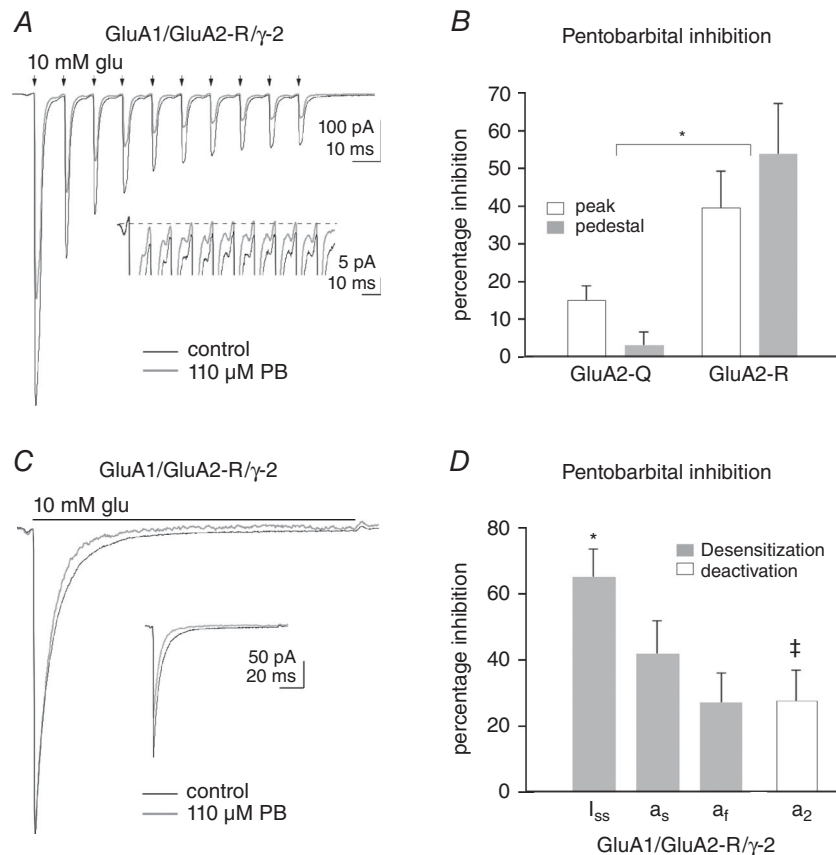 A
GluA1/GluA2-R/γ-2
10 mM glu
100 pA
10 ms
5 pA
10 ms
control
110 µM PB
B
Pentobarbital inhibition
percentage inhibition
70
60
50
40
30
20
10
0
*
peak
pedestal
GluA2-Q GluA2-R
C
GluA1/GluA2-R/γ-2
10 mM glu
50 pA
20 ms
control
110 µM PB
D
Pentobarbital inhibition
percentage inhibition
80
60
40
20
0
*
Desensitization
deactivation
‡
Iss as af a2
GluA1/GluA2-R/γ-2